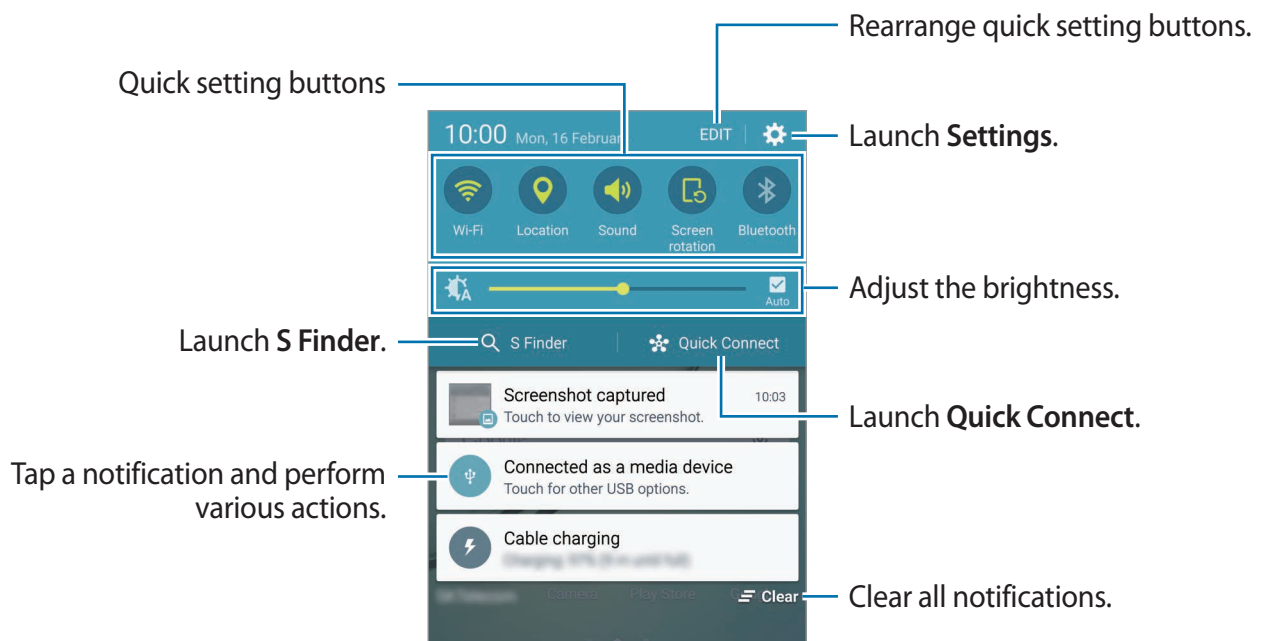 Rearrange quick setting buttons.
Quick setting buttons
10:00 Mon, 16 Februar EDIT
Launch Settings.
Wi-Fi Location Sound Screen rotation Bluetooth
Adjust the brightness.
A
Auto
Launch S Finder.
S Finder Quick Connect
Screenshot captured 10:03
Touch to view your screenshot.
Launch Quick Connect.
Tap a notification and perform
various actions.
Connected as a media device
Touch for other USB options.
Cable charging
Camera Play Store
Clear
Clear all notifications.